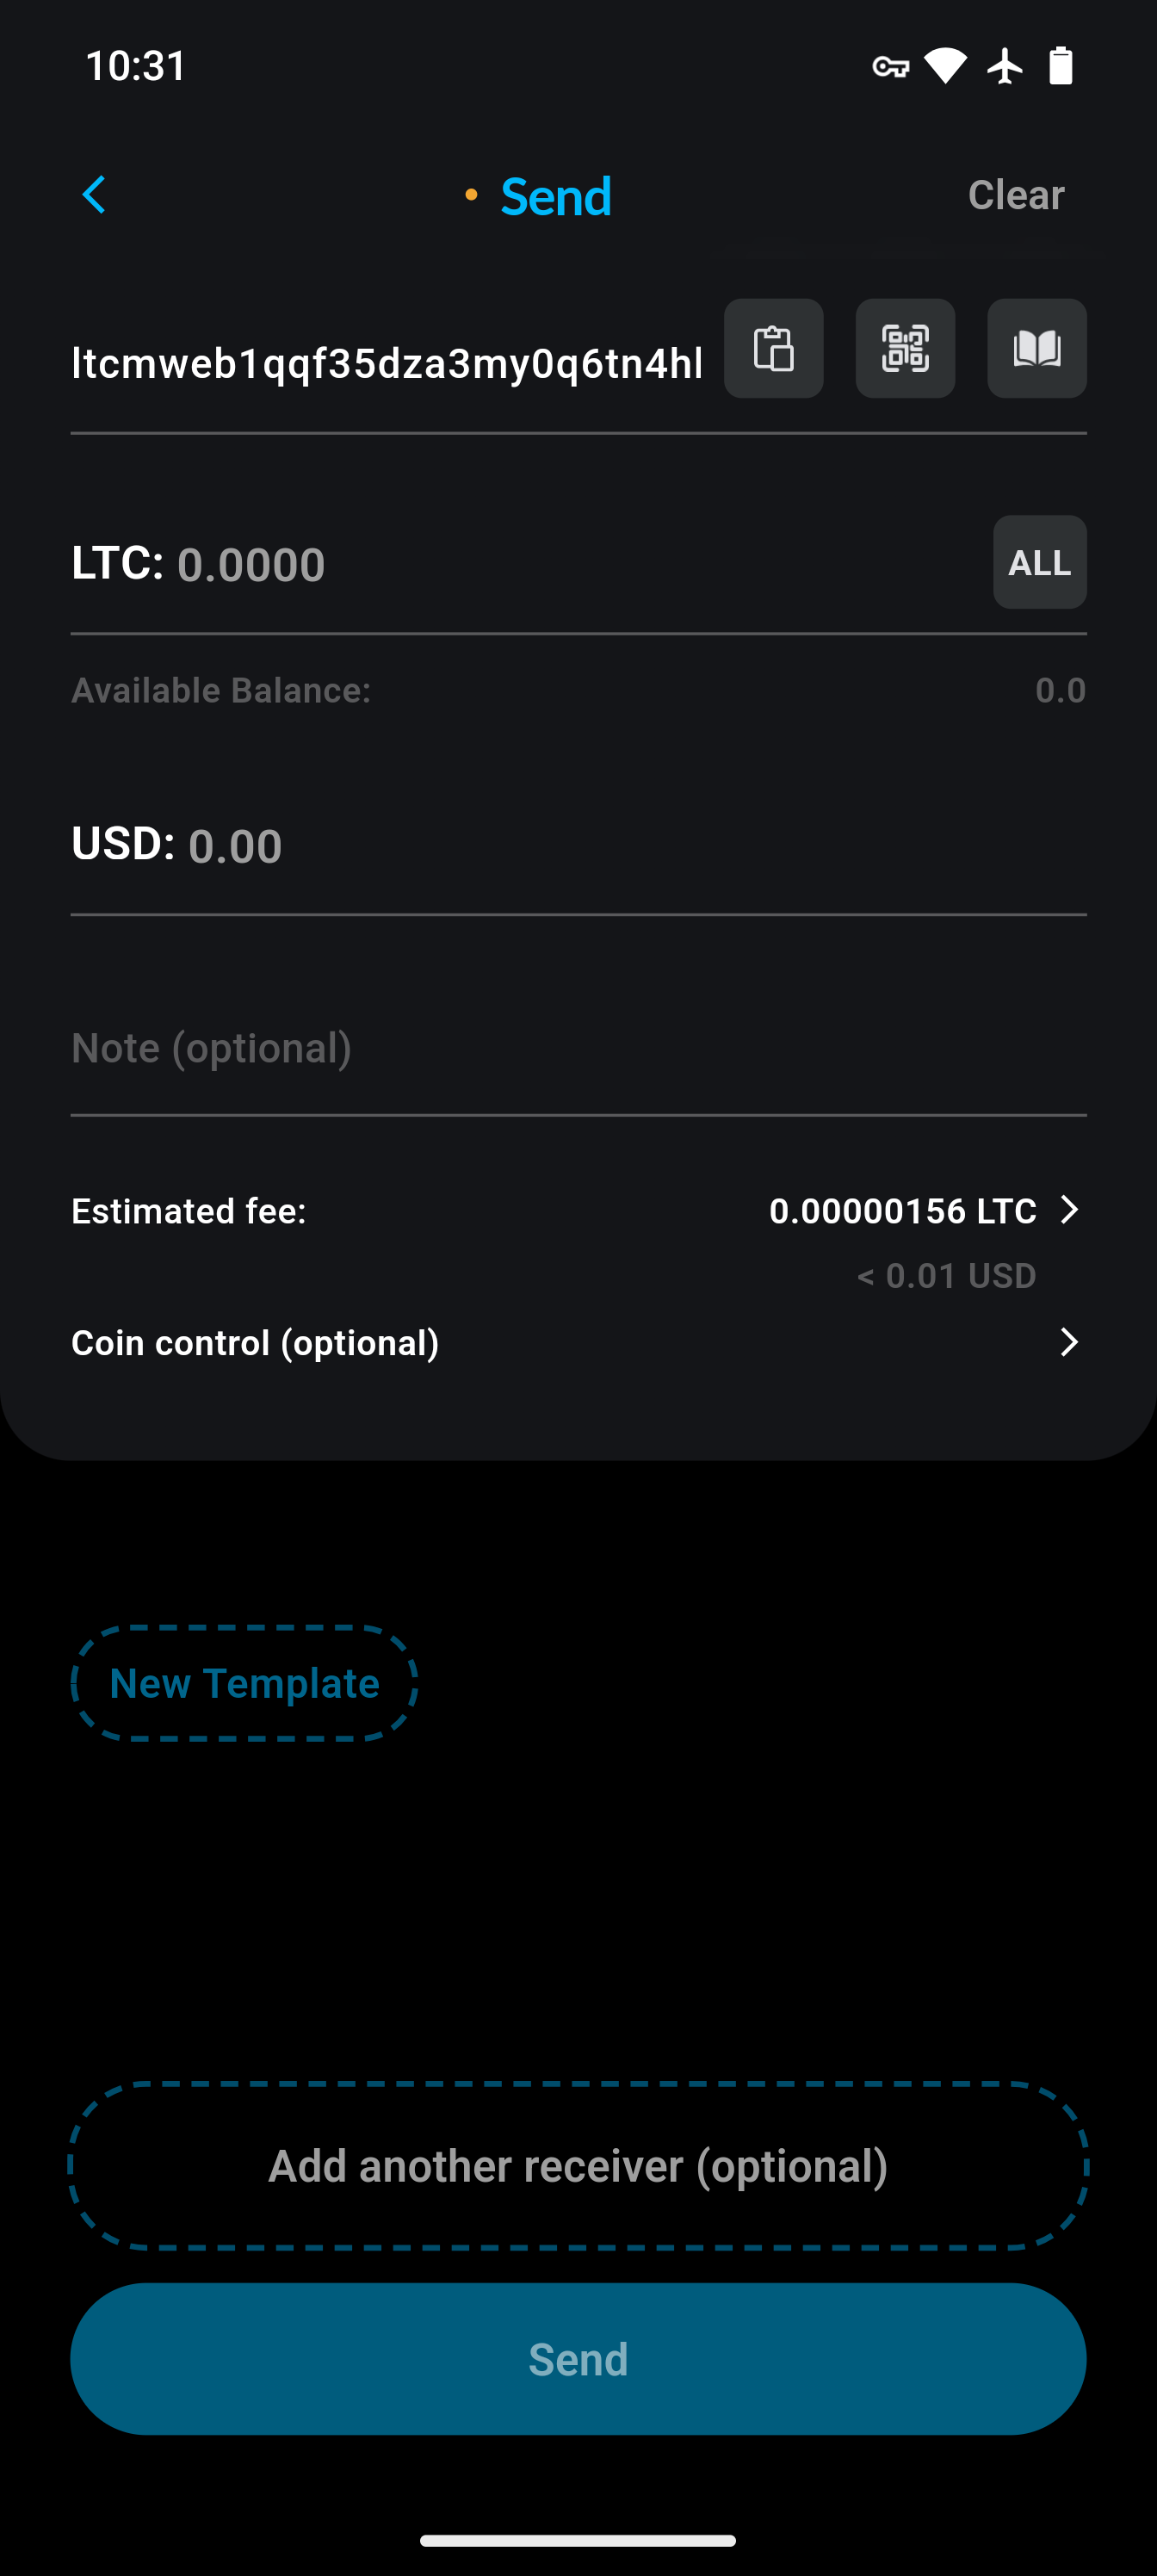 10:31
Send
Clear
ltcmweb1qqf35dza3my0q6tn4hl
LTC: 0.0000
ALL
Available Balance: 0.0
USD: 0.00
Note (optional)
Estimated fee: 0.00000156 LTC
< 0.01 USD
Coin control (optional)
New Template
Add another receiver (optional)
Send